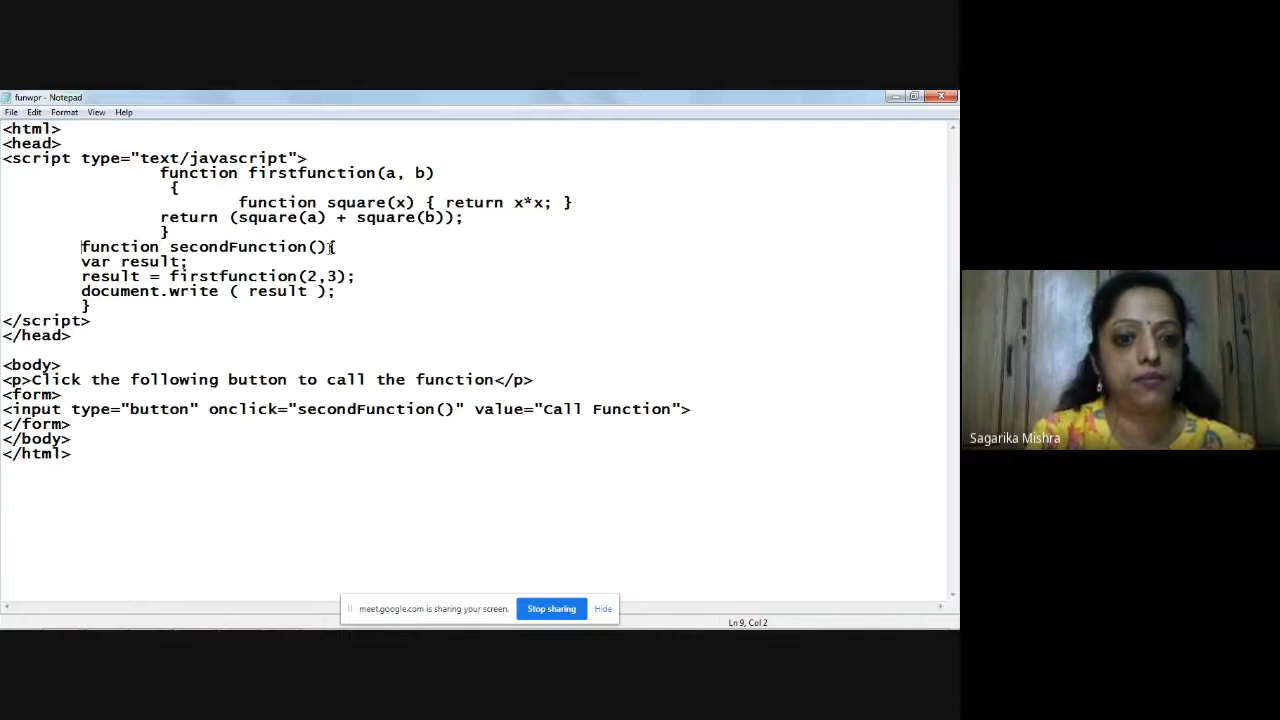 funwpr - Notepad
File Edit Format View Help
<html>
<head>
<script type="text/javascript">
function firstfunction(a, b)
{
function square(x) { return x*x; }
return (square(a) + square(b));
}
function secondFunction(){
var result;
result = firstfunction(2,3);
document.write ( result );
}
</script>
</head>
<body>
<p>Click the following button to call the function</p>
<form>
<input type="button" onclick="secondFunction()" value="Call Function">
</form>
</body>
</html>
Sagarika Mishra
meet.google.com is sharing your screen. Stop sharing Hide
Ln 9, Col 2